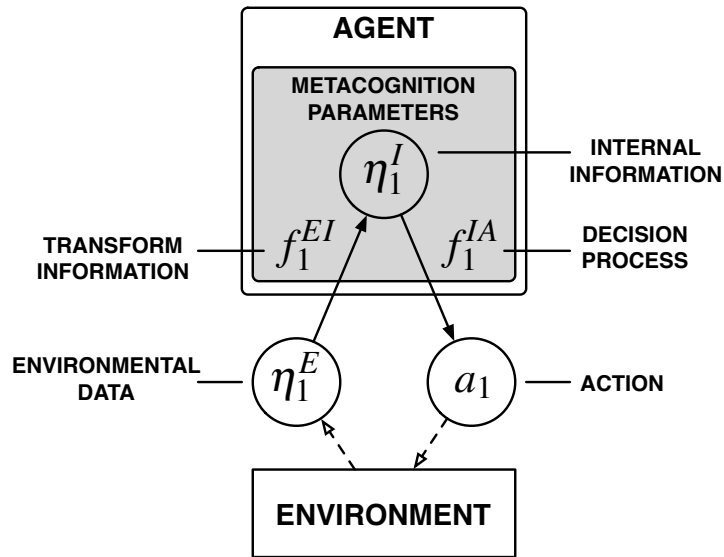 AGENT
METACOGNITION
PARAMETERS
η₁ᴵ
INTERNAL
INFORMATION
f₁ᴱᴵ
f₁ᴵᴬ
TRANSFORM
INFORMATION
DECISION
PROCESS
ENVIRONMENTAL
DATA
η₁ᴱ
a₁
ACTION
ENVIRONMENT